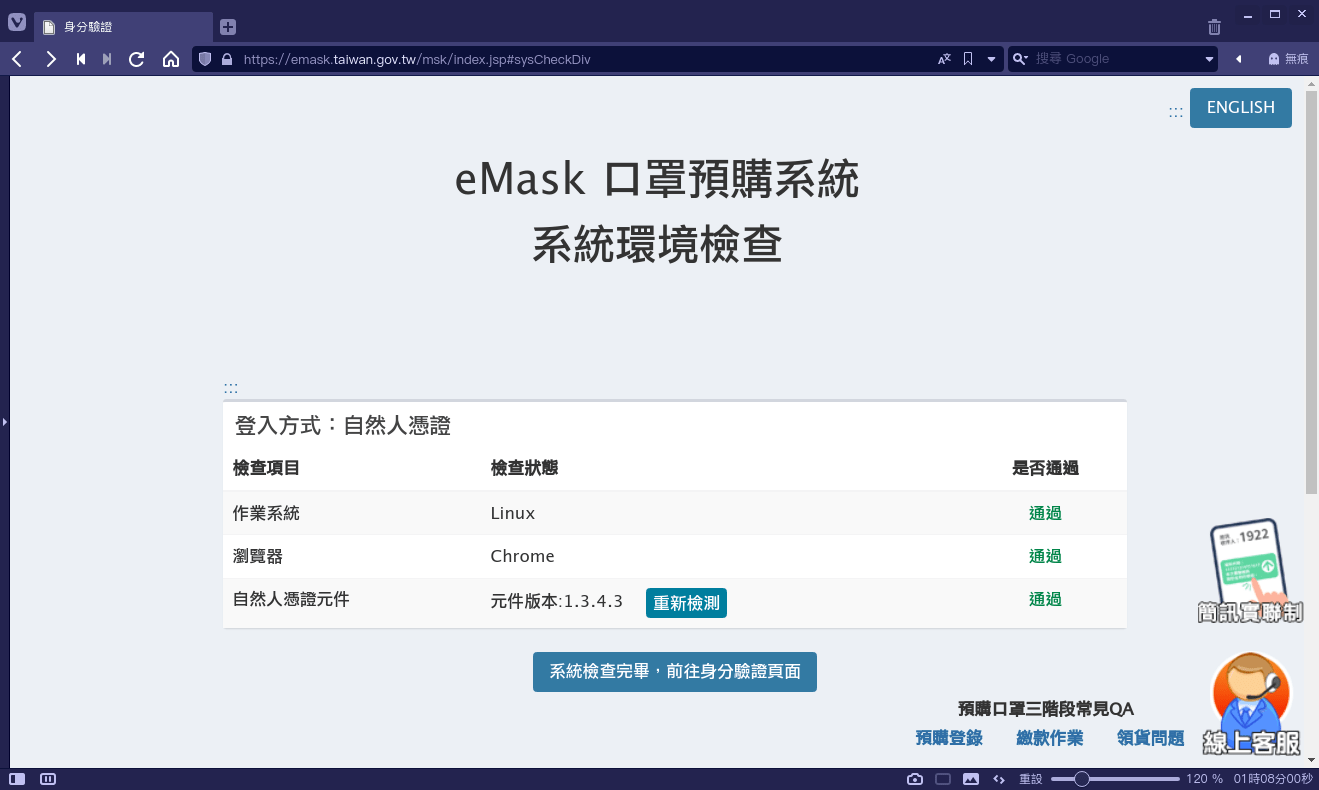 身分驗證
https://emask.taiwan.gov.tw/msk/index.jsp#sysCheckDiv
搜尋 Google
無痕
:::
ENGLISH
eMask 口罩預購系統
系統環境檢查
:::
登入方式：自然人憑證
檢查項目 檢查狀態 是否通過
作業系統 Linux 通過
瀏覽器 Chrome 通過
自然人憑證元件 元件版本:1.3.4.3 重新檢測 通過
系統檢查完畢，前往身分驗證頁面
1922
簡訊實聯制
預購口罩三階段常見QA
預購登錄 繳款作業 領貨問題
線上客服
重設 120 % 01時08分00秒